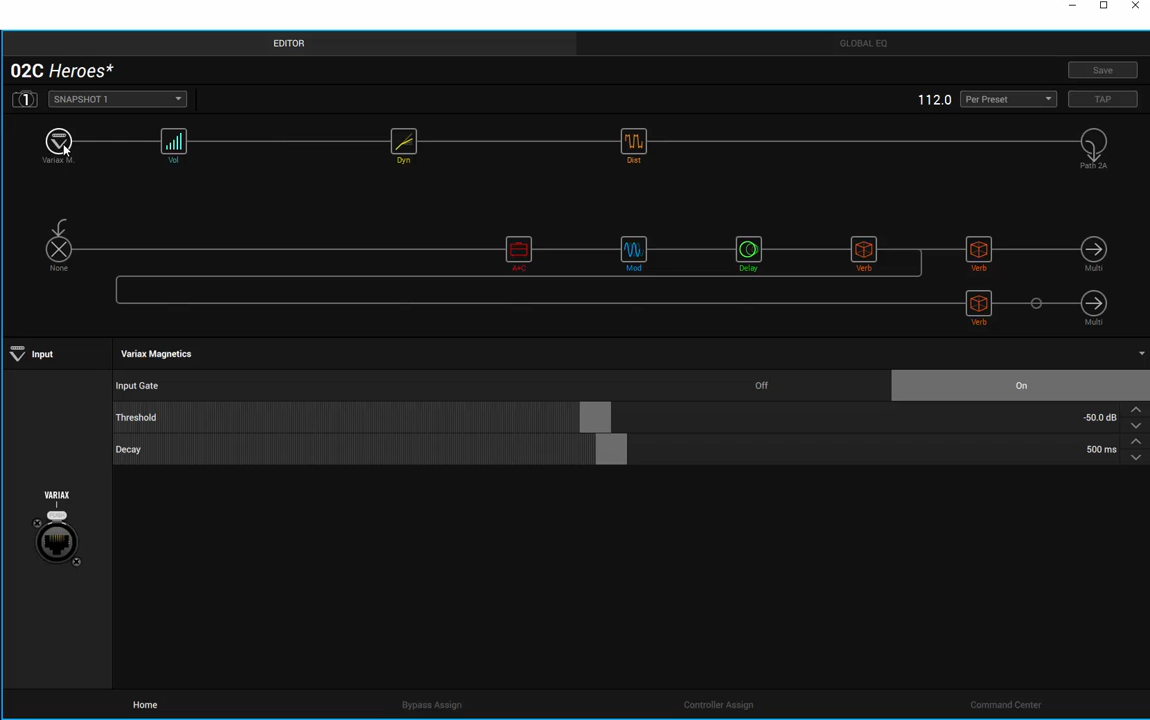 EDITOR
GLOBAL EQ
02C Heroes*
Save
1
SNAPSHOT 1
112.0
Per Preset
TAP
Variax M.
Vol
Dyn
Dist
Path 2A
None
A+C
Mod
Delay
Verb
Verb
Multi
Verb
Multi
Input
Variax Magnetics
Input Gate
Off
On
Threshold
-50.0 dB
Decay
500 ms
VARIAX
PUSH
Home
Bypass Assign
Controller Assign
Command Center